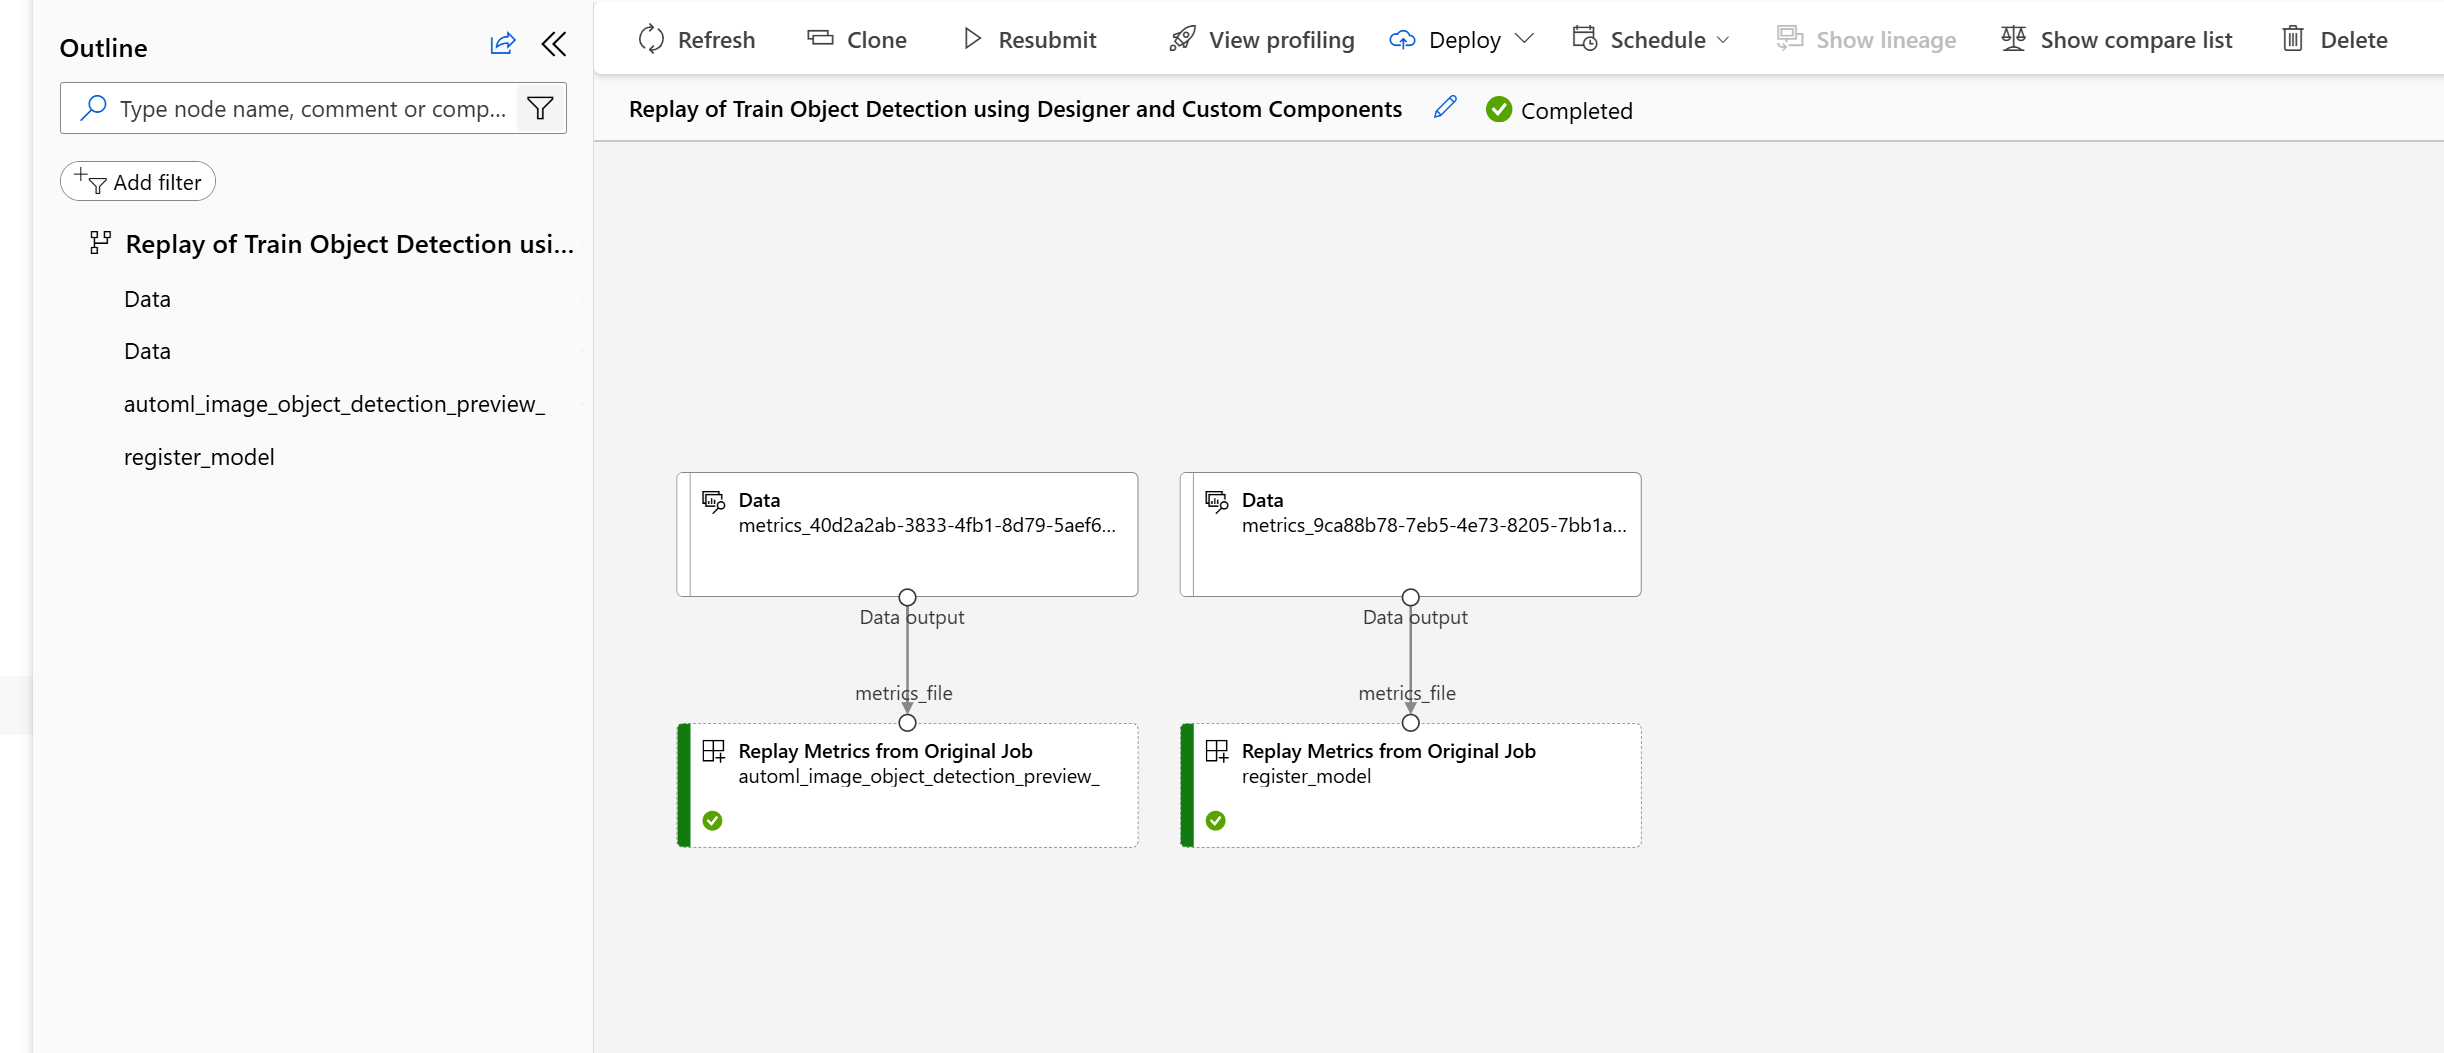 Outline
Type node name, comment or comp...
Add filter
Replay of Train Object Detection usi...
Data
Data
automl_image_object_detection_preview_
register_model
Refresh
Clone
Resubmit
View profiling
Deploy
Schedule
Show lineage
Show compare list
Delete
Replay of Train Object Detection using Designer and Custom Components
Completed
Data
metrics_40d2a2ab-3833-4fb1-8d79-5aef6...
Data output
metrics_file
Replay Metrics from Original Job
automl_image_object_detection_preview_
Data
metrics_9ca88b78-7eb5-4e73-8205-7bb1a...
Data output
metrics_file
Replay Metrics from Original Job
register_model